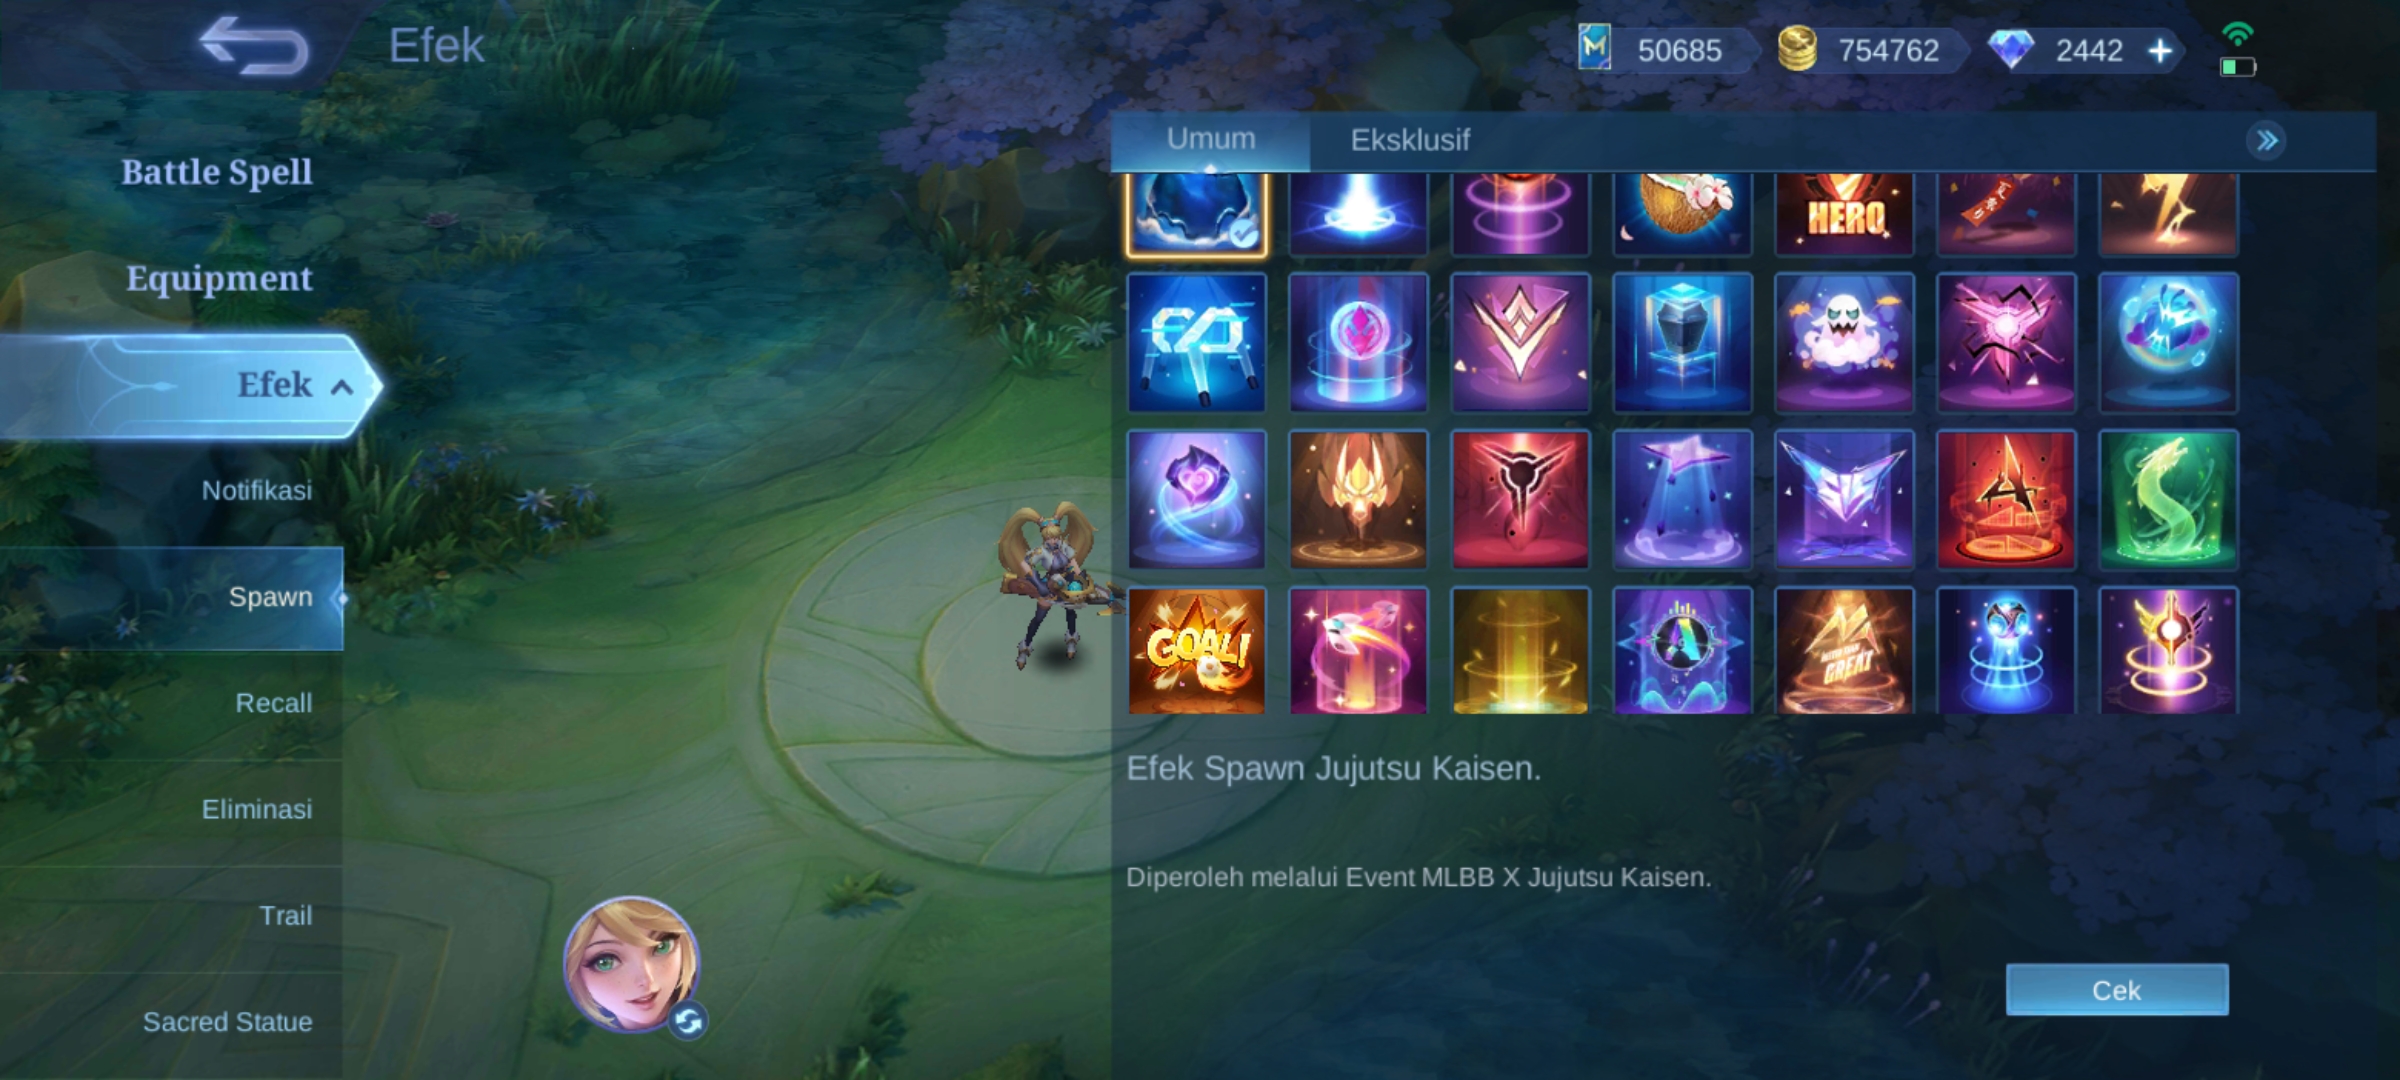 Efek
50685
754762
2442
Battle Spell
Equipment
Efek
Notifikasi
Spawn
Recall
Eliminasi
Trail
Sacred Statue
Umum
Eksklusif
HERO
GOAL!
GREAT
Efek Spawn Jujutsu Kaisen.
Diperoleh melalui Event MLBB X Jujutsu Kaisen.
Cek